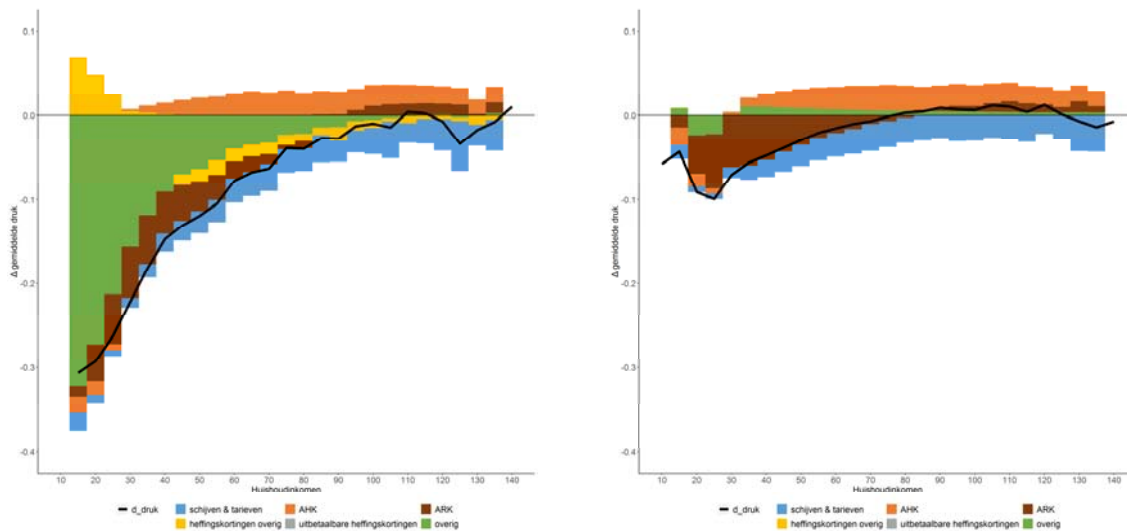 0.1
0.0
-0.1
-0.2
-0.3
-0.4
Δ gemiddelde druk
10 20 30 40 50 60 70 80 90 100 110 120 130 140
Huishoudinkomen
d_druk schijven & tarieven AHK ARK
heffingskortingen overig uitbetaalbare heffingskortingen overig
0.1
0.0
-0.1
-0.2
-0.3
-0.4
Δ gemiddelde druk
10 20 30 40 50 60 70 80 90 100 110 120 130 140
Huishoudinkomen
d_druk schijven & tarieven AHK ARK
heffingskortingen overig uitbetaalbare heffingskortingen overig